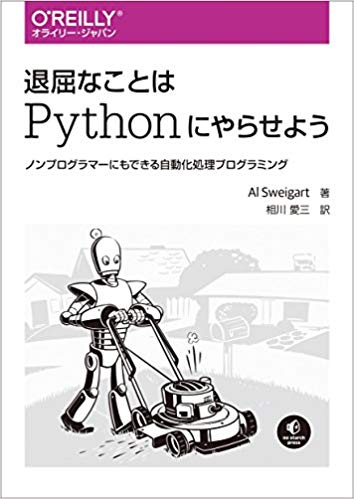 O'REILLY®
オライリー・ジャパン
退屈なことは
Pythonにやらせよう
ノンプログラマーにもできる自動化処理プログラミング
Al Sweigart 著
相川 愛三 訳
no starch
press